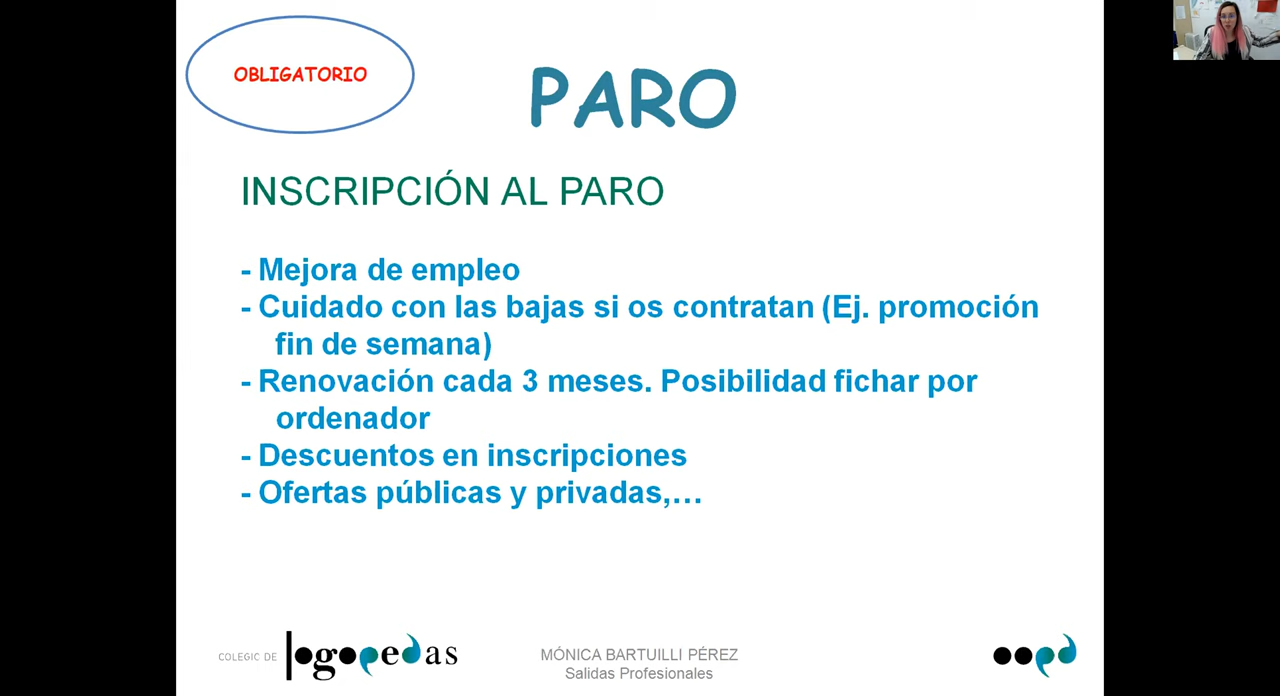 OBLIGATORIO
PARO
INSCRIPCIÓN AL PARO
- Mejora de empleo
- Cuidado con las bajas si os contratan (Ej. promoción
fin de semana)
- Renovación cada 3 meses. Posibilidad fichar por
ordenador
- Descuentos en inscripciones
- Ofertas públicas y privadas,...
COLEGIC DE logopedas
MÓNICA BARTUILLI PÉREZ
Salidas Profesionales